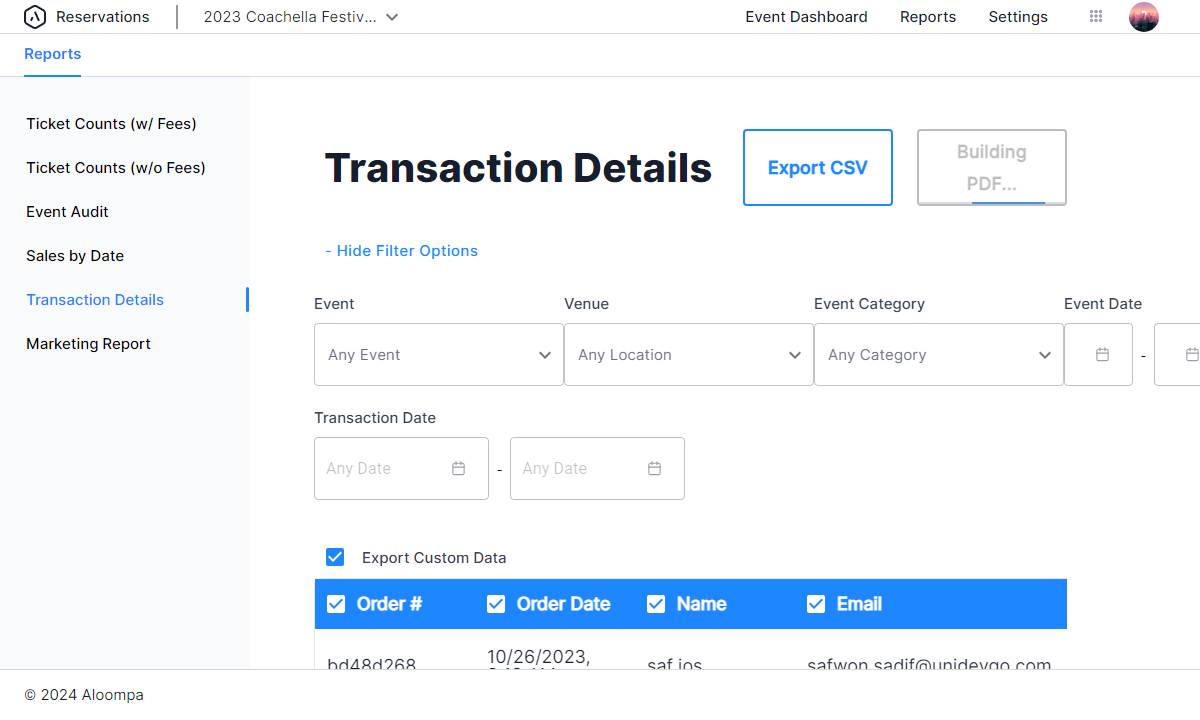 Reservations
2023 Coachella Festiv...
Event Dashboard
Reports
Settings
Reports
Ticket Counts (w/ Fees)
Ticket Counts (w/o Fees)
Event Audit
Sales by Date
Transaction Details
Marketing Report
Transaction Details
Export CSV
Building
PDF...
- Hide Filter Options
Event
Venue
Event Category
Event Date
Any Event
Any Location
Any Category
-
Transaction Date
Any Date
-
Any Date
Export Custom Data
Order #
Order Date
Name
Email
bd48d268
10/26/2023,
saf ios
safwon.sadif@unidevgo.com
© 2024 Aloompa